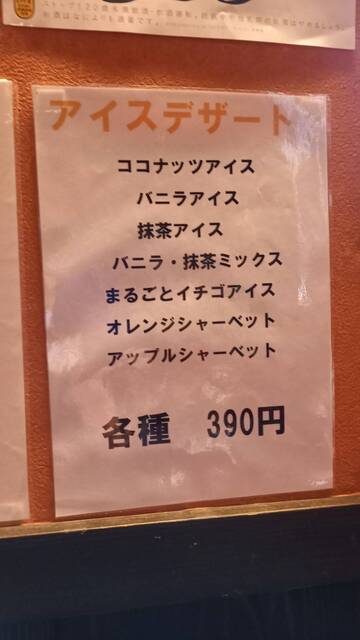 アイスデザート
ココナッツアイス
バニラアイス
抹茶アイス
バニラ・抹茶ミックス
まるごとイチゴアイス
オレンジシャーベット
アップルシャーベット
各種 390円